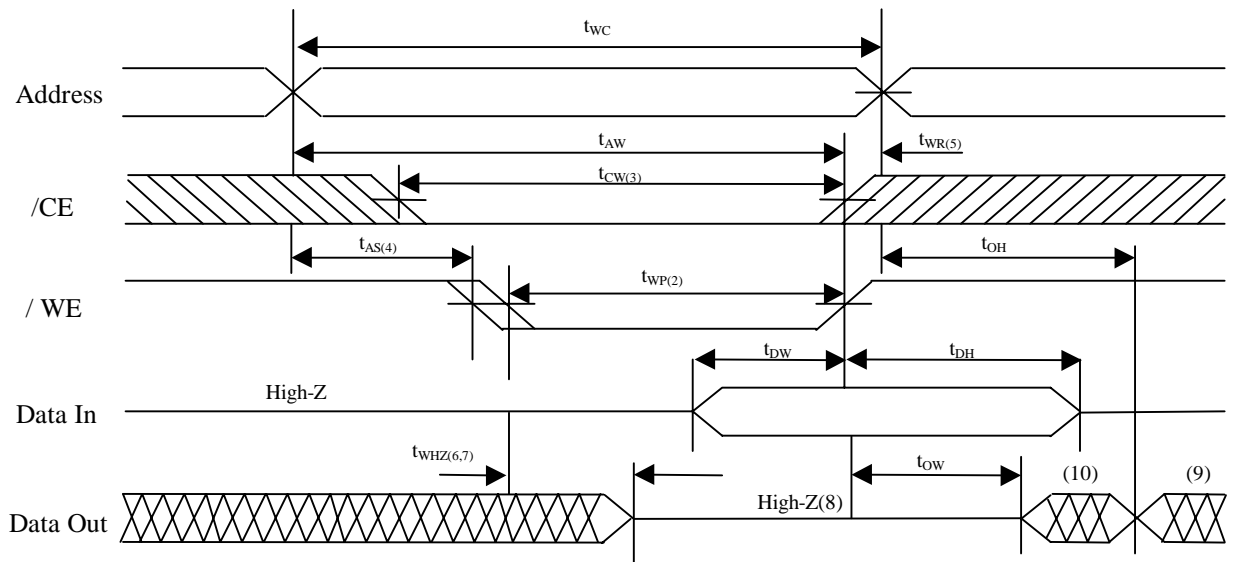 tWC
Address
tAW
tWR(5)
tCW(3)
/CE
tAS(4)
tOH
tWP(2)
/ WE
tDW
tDH
High-Z
Data In
tWHZ(6,7)
tOW
(10)
(9)
High-Z(8)
Data Out